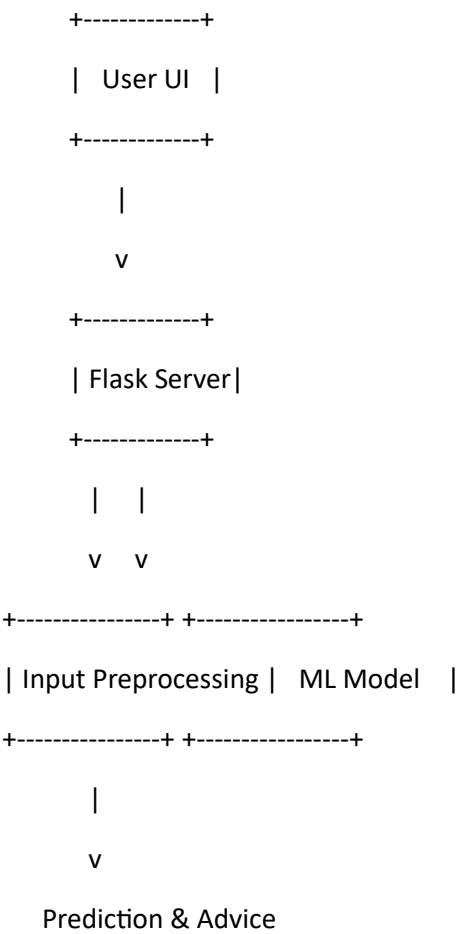 +-------------+
|   User UI   |
+-------------+
|
v
+-------------+
| Flask Server|
+-------------+
|    |
v    v
+----------------+ +-----------------+
| Input Preprocessing |   ML Model    |
+----------------+ +-----------------+
|
v
Prediction & Advice